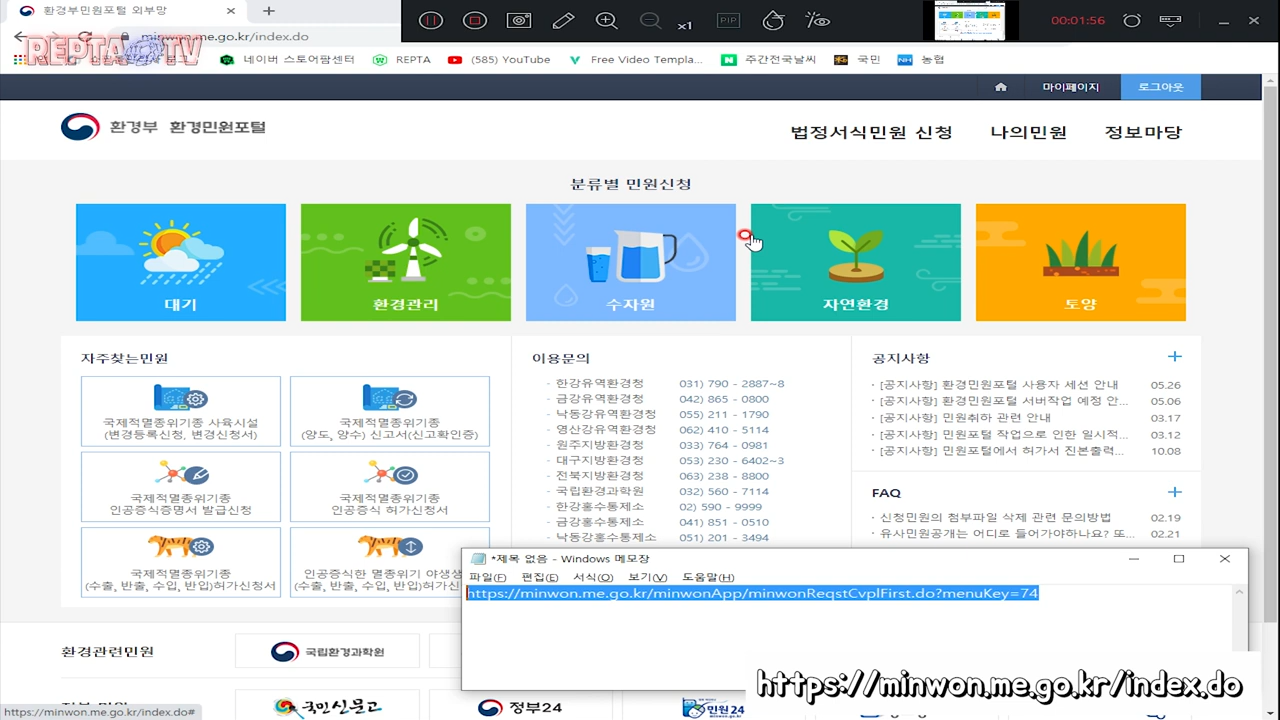 환경부민원포털 외부망
00:01:56
REPTA TV
네이버 스토어팜센터
REPTA
(585) YouTube
Free Video Templa...
주간전국날씨
국민
농협
마이페이지
로그아웃
환경부 환경민원포털
법정서식민원 신청
나의민원
정보마당
분류별 민원신청
대기
환경관리
수자원
자연환경
토양
자주찾는민원
국제적멸종위기종 사육시설
(변경등록신청, 변경신청)신고
국제적멸종위기종
(양도, 양수) 신고서(신고확인증)
국제적멸종위기종
인공증식증명서 발급신청
국제적멸종위기종
인공증식 허가신청서
국제적멸종위기종
(수출, 반출, 수입, 반입)허가신청서
인공증식한 멸종위기 야생생
(수출, 반출, 수입, 반입)허가신
이용문의
- 한강유역환경청 031) 790 - 2887~8
- 금강유역환경청 042) 865 - 0800
- 낙동강유역환경청 055) 211 - 1790
- 영산강유역환경청 062) 410 - 5114
- 원주지방환경청 033) 764 - 0981
- 대구지방환경청 053) 230 - 6402~3
- 전북지방환경청 063) 238 - 8800
- 국립환경과학원 032) 560 - 7114
- 한강홍수통제소 02) 590 - 9999
- 금강홍수통제소 041) 851 - 0510
- 낙동강홍수통제소 051) 201 - 3494
공지사항
· [공지사항] 환경민원포털 사용자 세션 안내 05.26
· [공지사항] 환경민원포털 서버작업 예정 안... 05.06
· [공지사항] 민원취하 관련 안내 03.17
· [공지사항] 민원포털 작업으로 인한 일시적... 03.12
· [공지사항] 민원포털에서 허가서 진본출력... 10.08
FAQ
· 신청민원의 첨부파일 삭제 관련 문의방법 02.19
· 유사민원공개는 어디로 들어가야하나요? 또... 02.21
*제목 없음 - Windows 메모장
파일(F) 편집(E) 서식(O) 보기(V) 도움말(H)
https://minwon.me.go.kr/minwonApp/minwonReqstCvplFirst.do?menuKey=74
환경관련민원
국립환경과학원
https://minwon.me.go.kr/index.do
국민신문고
정부24
민원24
minwon.go.kr
https://minwon.me.go.kr/index.do#